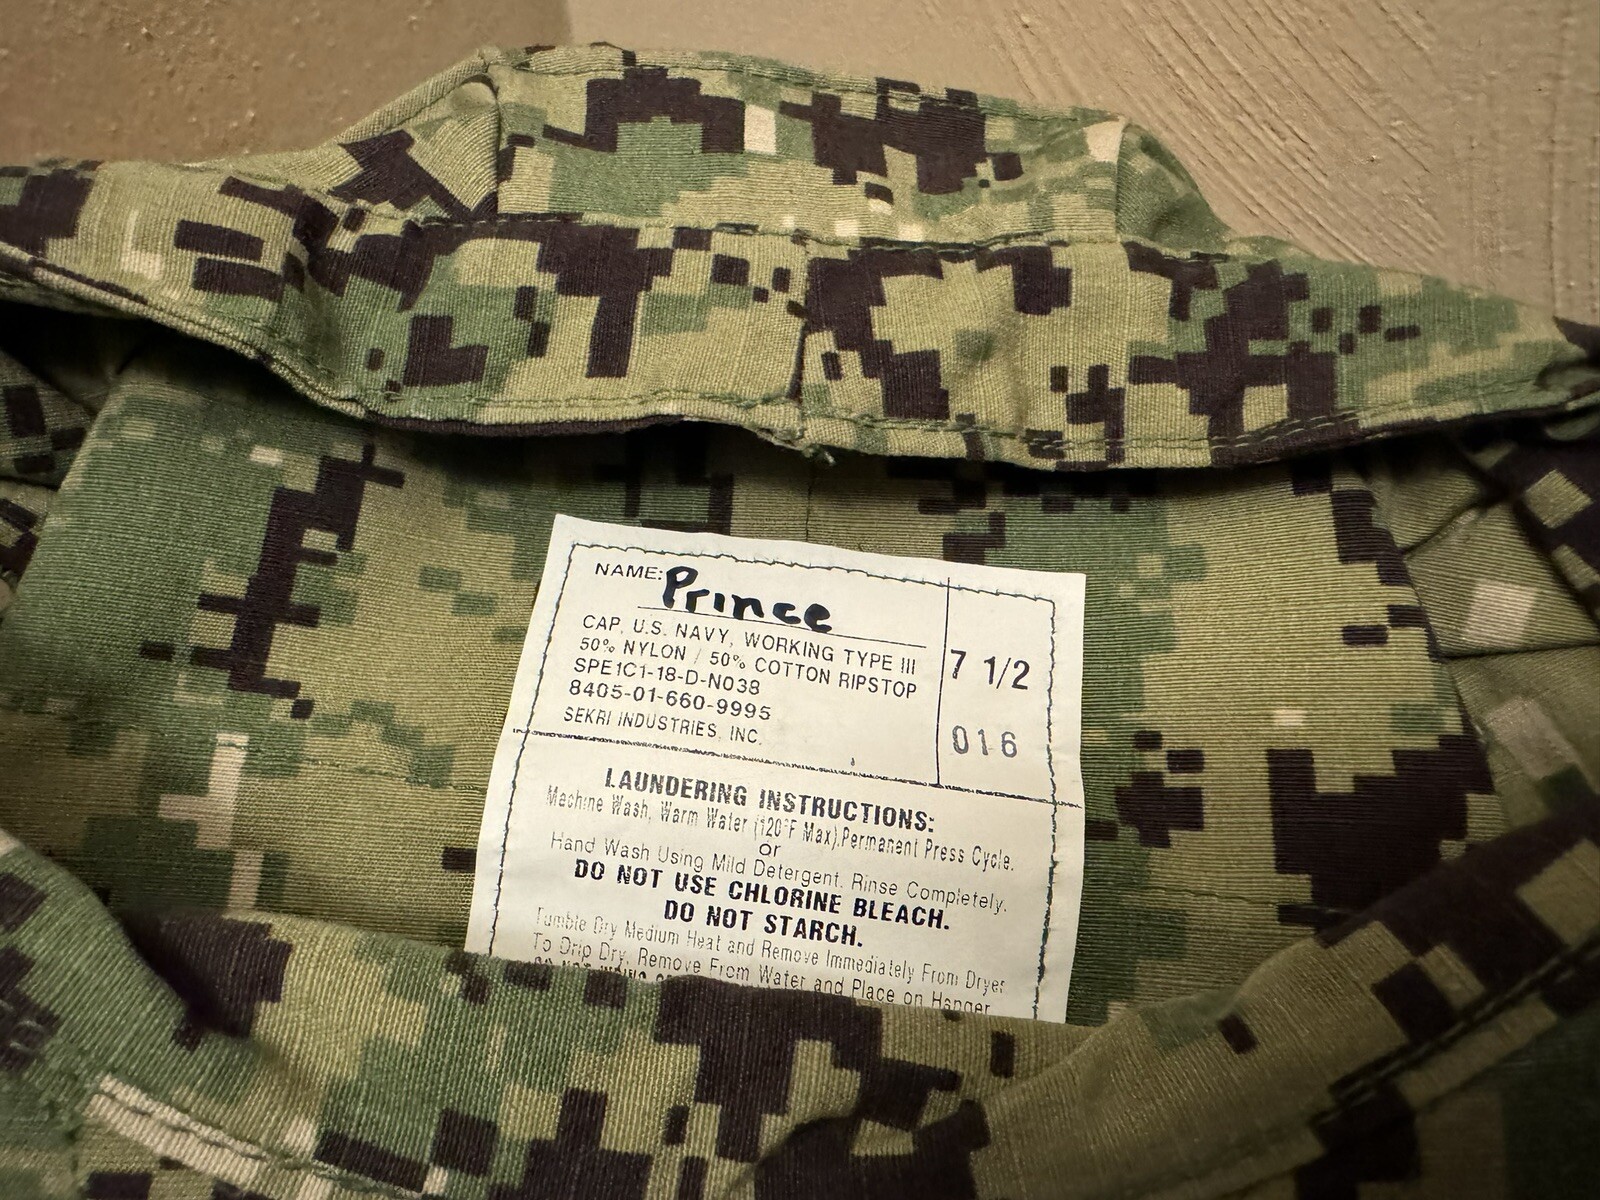 NAME: Prince
CAP, U.S. NAVY, WORKING TYPE III
50% NYLON / 50% COTTON RIPSTOP
SPE1C1-18-D-N038
8405-01-660-9995
SEKRI INDUSTRIES, INC.
7 1/2
016
LAUNDERING INSTRUCTIONS:
Machine Wash, Warm Water (120°F Max).Permanent Press Cycle.
or
Hand Wash Using Mild Detergent. Rinse Completely.
DO NOT USE CHLORINE BLEACH.
DO NOT STARCH.
Tumble Dry Medium Heat and Remove Immediately From Dryer.
To Drip Dry, Remove From Water and Place on Hanger
DO NOT WRING